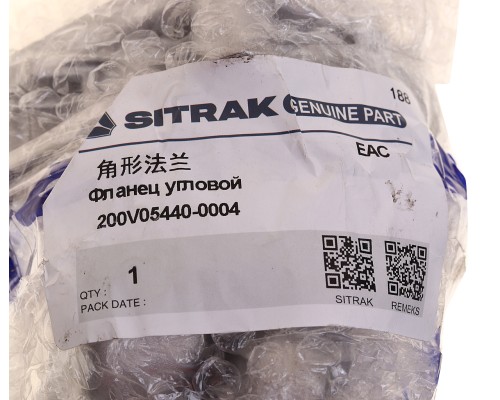 188
SITRAK GENUINE PART
EAC
角形法兰
Фланец угловой
200V05440-0004
QTY : 1
PACK DATE :
SITRAK
REMEKS